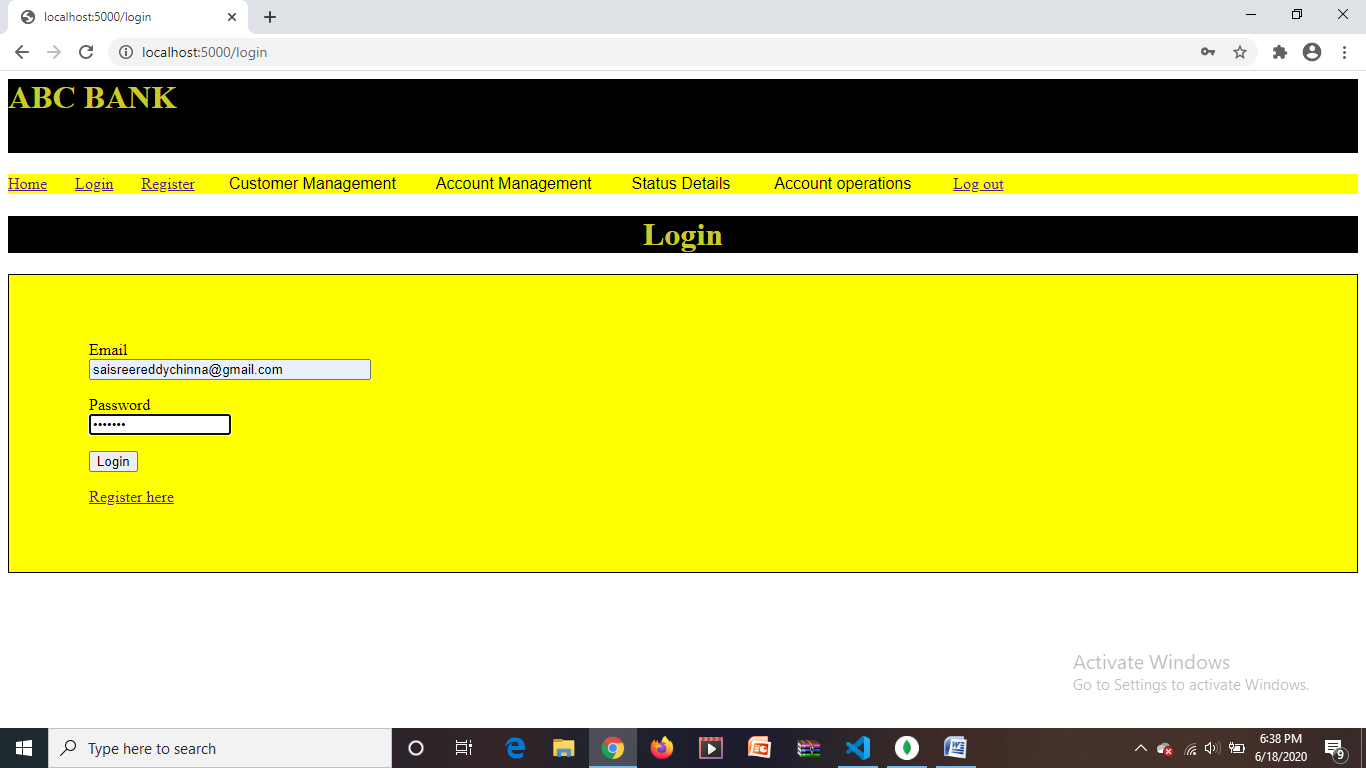 localhost:5000/login
localhost:5000/login
ABC BANK
Home Login Register Customer Management Account Management Status Details Account operations Log out
Login
Email
saisreereddychinna@gmail.com
Password
•••••••
Login
Register here
Activate Windows
Go to Settings to activate Windows.
Type here to search
6:38 PM
6/18/2020
9